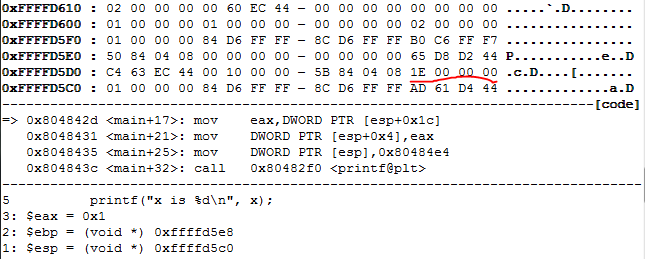 0xFFFFD610 : 02 00 00 00 00 60 EC 44 - 00 00 00 00 00 00 00 00 .....`.D........
0xFFFFD600 : 01 00 00 00 00 01 00 00 - 00 00 00 00 02 00 00 00 ................
0xFFFFD5F0 : 01 00 00 00 84 D6 FF FF - 8C D6 FF FF B0 C6 FF F7 ................
0xFFFFD5E0 : 50 84 04 08 00 00 00 00 - 00 00 00 00 65 D8 D2 44 P...........e..D
0xFFFFD5D0 : C4 63 EC 44 00 10 00 00 - 5B 84 04 08 1E 00 00 00 .c.D....[.......
0xFFFFD5C0 : 01 00 00 00 84 D6 FF FF - 8C D6 FF FF AD 61 D4 44 .............a.D
[code]
=> 0x804842d <main+17>: mov eax,DWORD PTR [esp+0x1c]
0x8048431 <main+21>: mov DWORD PTR [esp+0x4],eax
0x8048435 <main+25>: mov DWORD PTR [esp],0x80484e4
0x804843c <main+32>: call 0x80482f0 <printf@plt>
5 printf("x is %d\n", x);
3: $eax = 0x1
2: $ebp = (void *) 0xffffd5e8
1: $esp = (void *) 0xffffd5c0